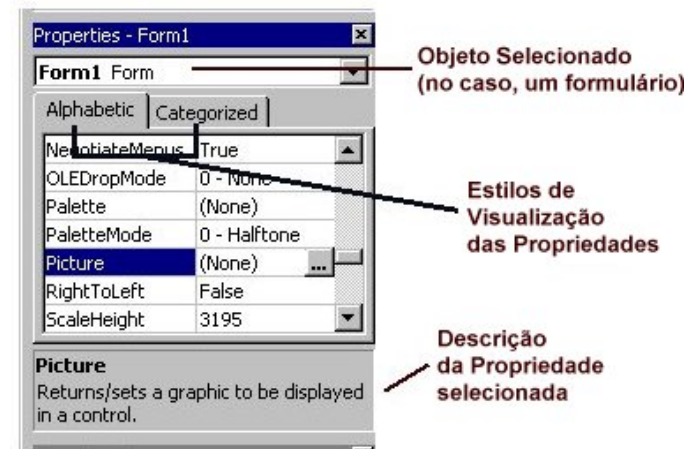 Properties - Form1
Form1 Form
Objeto Selecionado
(no caso, um formulário)
Alphabetic Categorized
NegotiateMenus True
OLEDropMode 0 - None
Palette (None)
PaletteMode 0 - Halftone
Picture (None) ...
RightToLeft False
ScaleHeight 3195
Estilos de
Visualização
das Propriedades
Picture
Returns/sets a graphic to be displayed
in a control.
Descrição
da Propriedade
selecionada